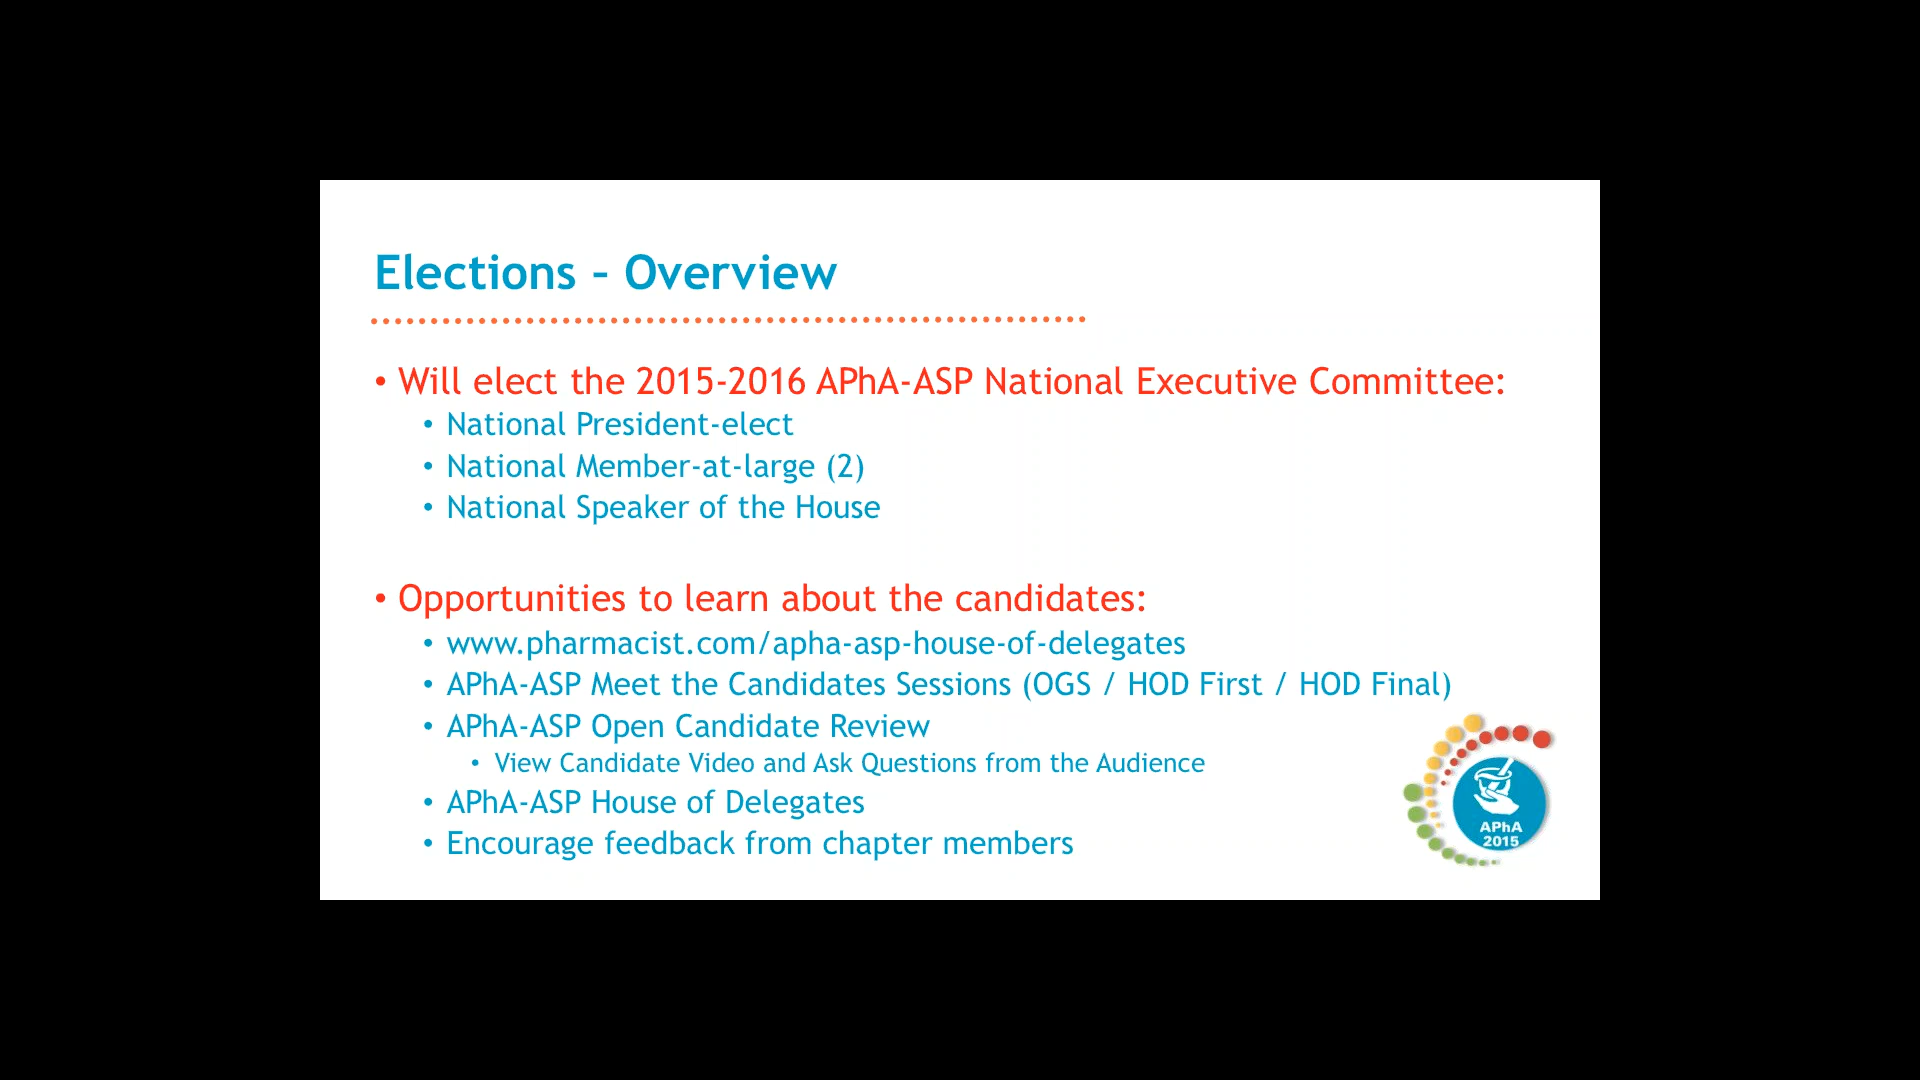 Elections – Overview
• Will elect the 2015-2016 APhA-ASP National Executive Committee:
• National President-elect
• National Member-at-large (2)
• National Speaker of the House
• Opportunities to learn about the candidates:
• www.pharmacist.com/apha-asp-house-of-delegates
• APhA-ASP Meet the Candidates Sessions (OGS / HOD First / HOD Final)
• APhA-ASP Open Candidate Review
• View Candidate Video and Ask Questions from the Audience
• APhA-ASP House of Delegates
• Encourage feedback from chapter members
APhA
2015